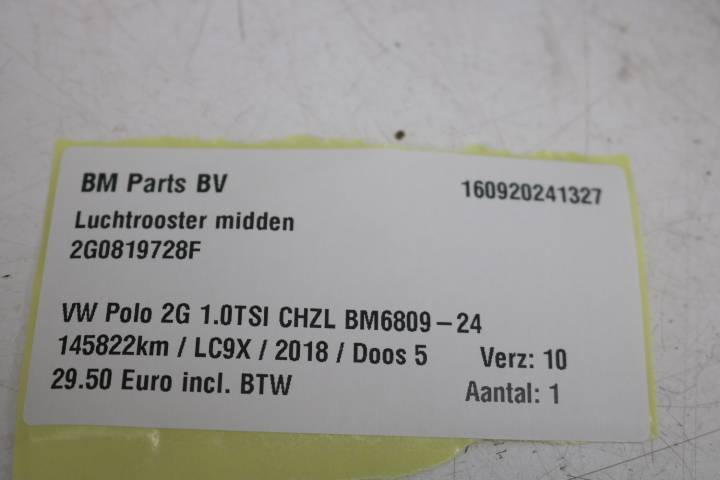 BM Parts BV 160920241327
Luchtrooster midden
2G0819728F
VW Polo 2G 1.0TSI CHZL BM6809-24
145822km / LC9X / 2018 / Doos 5 Verz: 10
29.50 Euro incl. BTW Aantal: 1